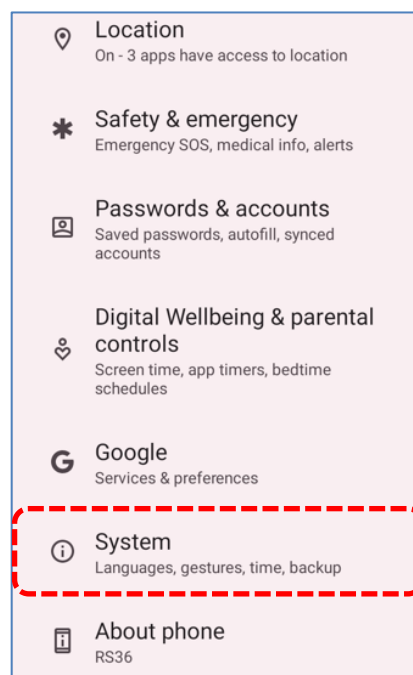 Location
On - 3 apps have access to location
Safety & emergency
Emergency SOS, medical info, alerts
Passwords & accounts
Saved passwords, autofill, synced
accounts
Digital Wellbeing & parental
controls
Screen time, app timers, bedtime
schedules
Google
Services & preferences
System
Languages, gestures, time, backup
About phone
RS36